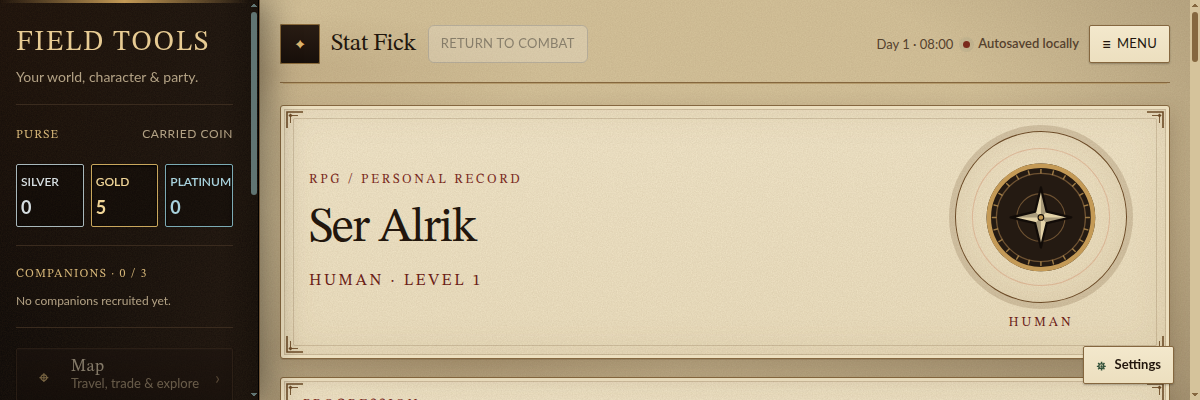 FIELD TOOLS
Your world, character & party.
PURSE
CARRIED COIN
SILVER
0
GOLD
5
PLATINUM
0
COMPANIONS · 0 / 3
No companions recruited yet.
Map
Travel, trade & explore
Stat Fick
RETURN TO COMBAT
Day 1 · 08:00
Autosaved locally
MENU
RPG / PERSONAL RECORD
Ser Alrik
HUMAN · LEVEL 1
HUMAN
Settings